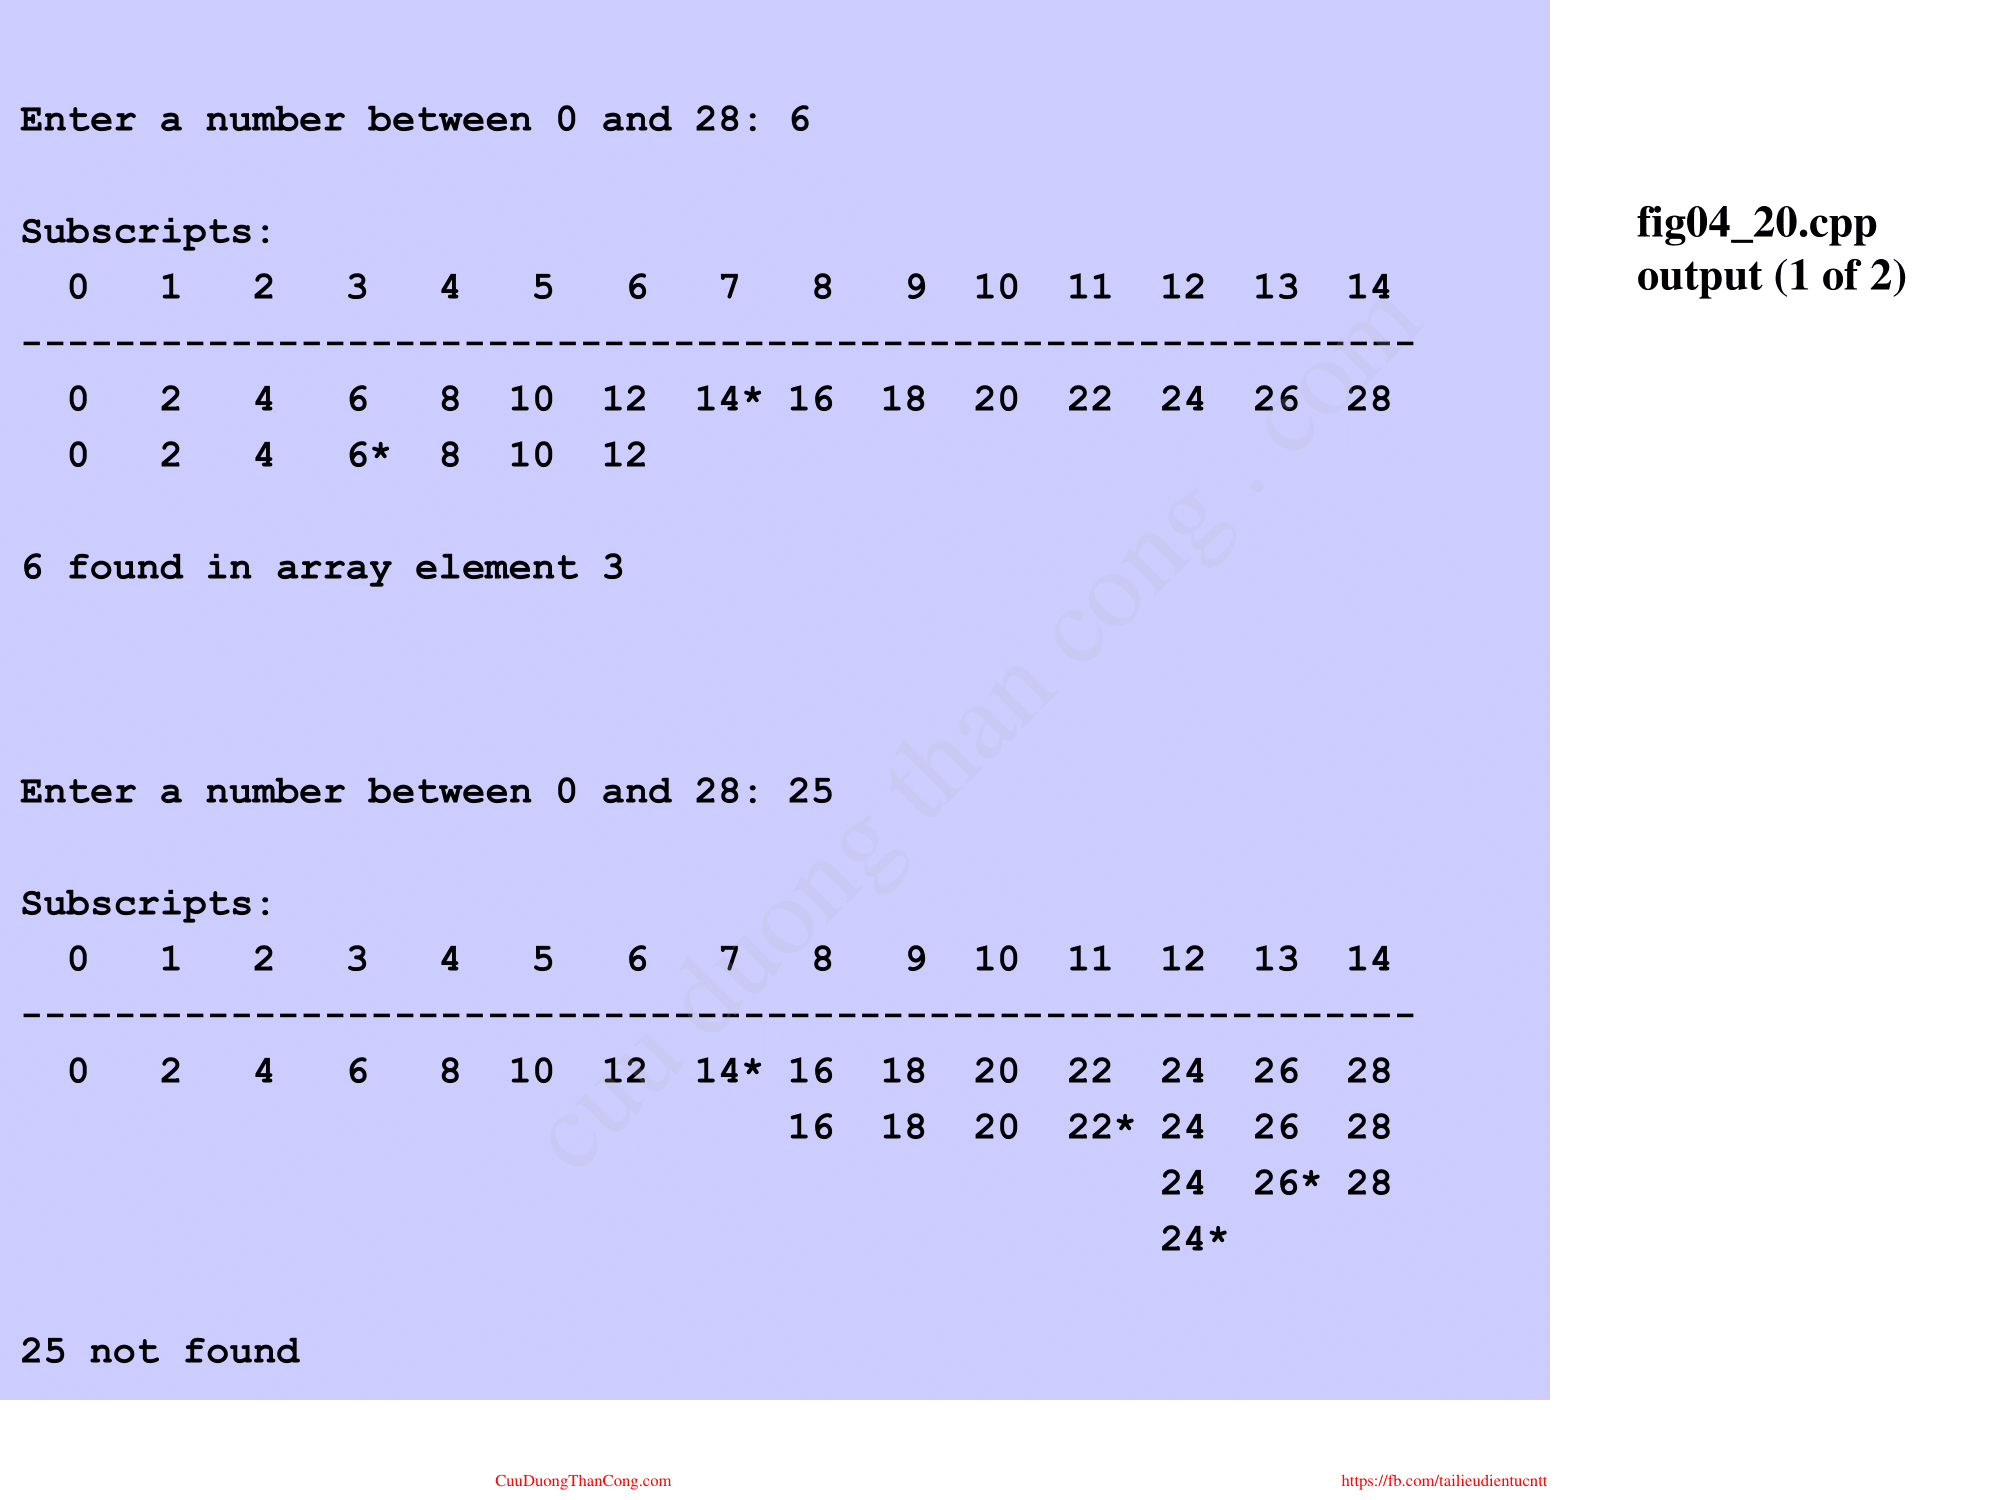 Enter a number between 0 and 28: 6
Subscripts:
  0   1   2   3   4   5   6   7   8   9  10  11  12  13  14
------------------------------------------------------------
  0   2   4   6   8  10  12  14* 16  18  20  22  24  26  28
  0   2   4   6*  8  10  12
6 found in array element 3
Enter a number between 0 and 28: 25
Subscripts:
  0   1   2   3   4   5   6   7   8   9  10  11  12  13  14
------------------------------------------------------------
  0   2   4   6   8  10  12  14* 16  18  20  22  24  26  28
                                 16  18  20  22* 24  26  28
                                                 24  26* 28
                                                 24*
25 not found
fig04_20.cpp
output (1 of 2)
cuu duong than cong . com
CuuDuongThanCong.com
https://fb.com/tailieudientucntt